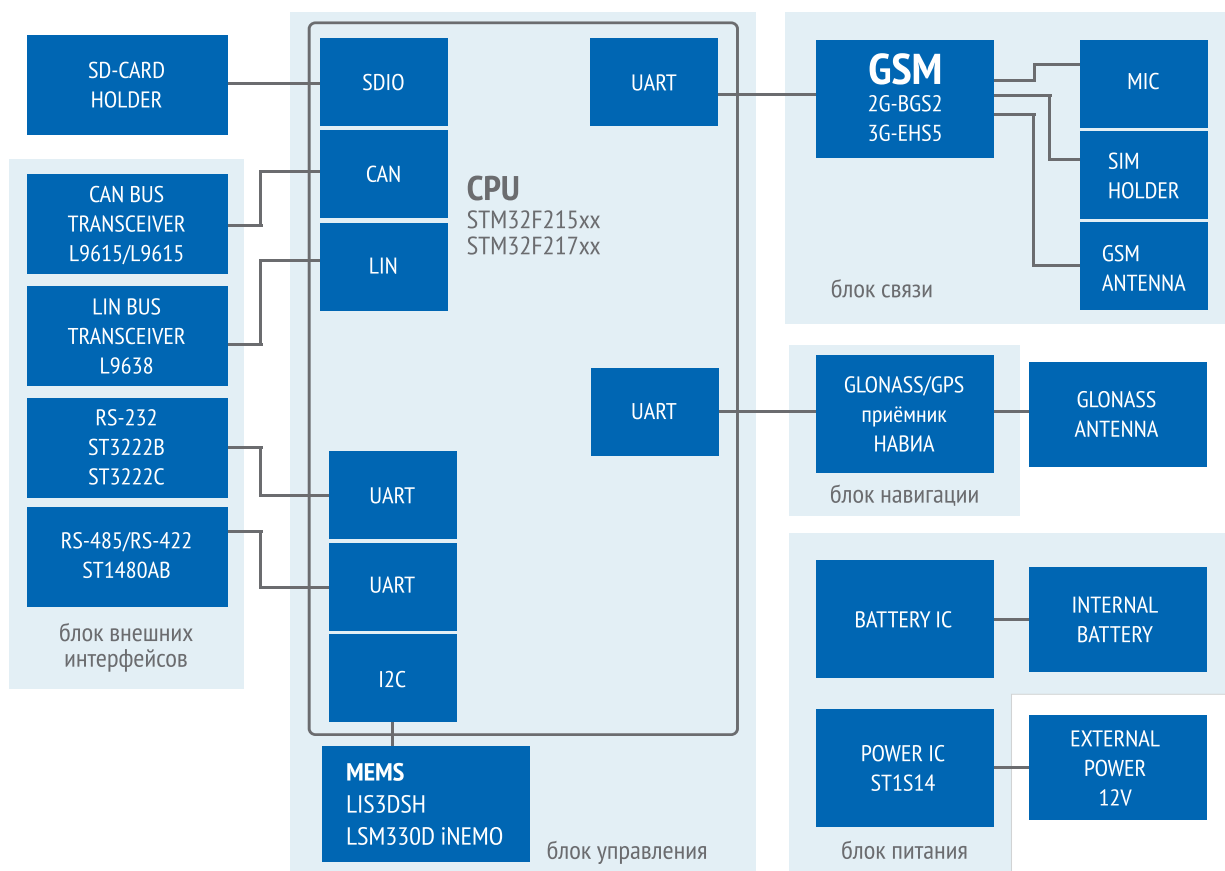 SD-CARD
HOLDER
CAN BUS
TRANSCEIVER
L9615/L9615
LIN BUS
TRANSCEIVER
L9638
RS-232
ST3222B
ST3222C
RS-485/RS-422
ST1480AB
блок внешних
интерфейсов
SDIO
CAN
LIN
CPU
STM32F215xx
STM32F217xx
UART
UART
UART
UART
I2C
MEMS
LIS3DSH
LSM330D iNEMO
блок управления
GSM
2G-BGS2
3G-EHS5
MIC
SIM
HOLDER
GSM
ANTENNA
блок связи
GLONASS/GPS
приёмник
НАВИА
блок навигации
GLONASS
ANTENNA
BATTERY IC
INTERNAL
BATTERY
POWER IC
ST1S14
EXTERNAL
POWER
12V
блок питания